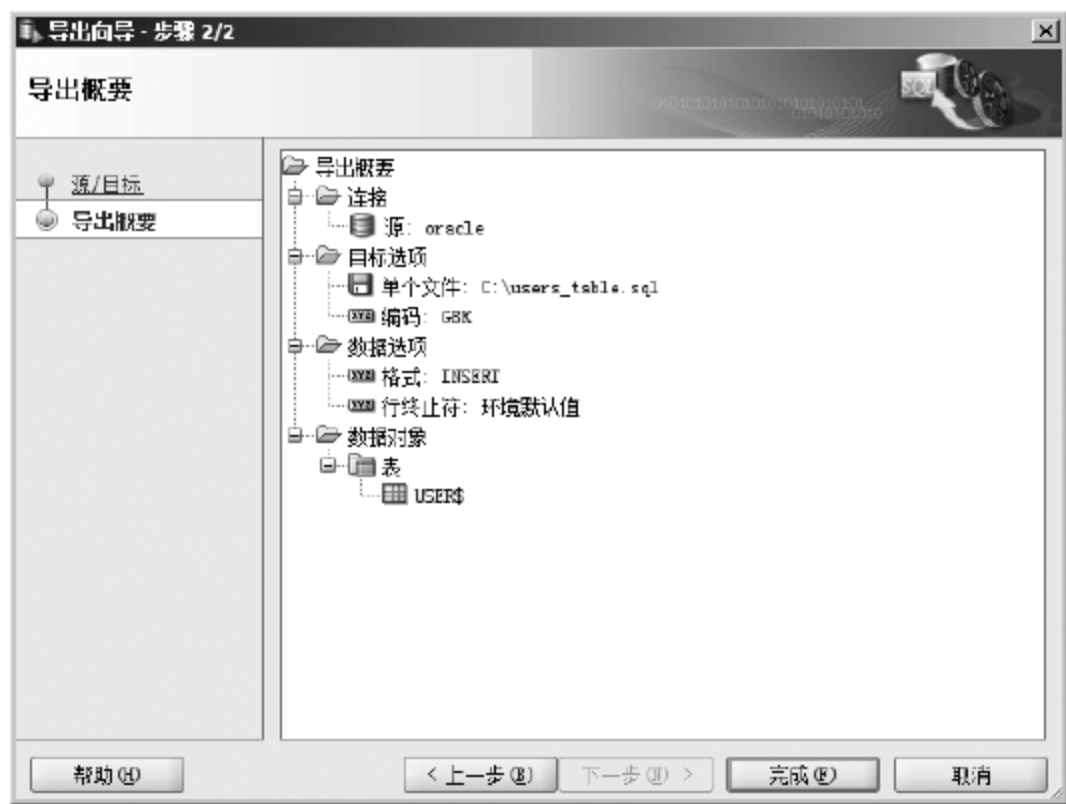 导出向导 - 步骤 2/2
导出概要
SQL
源/目标
导出概要
导出概要
连接
源: oracle
目标选项
单个文件: C:\users_table.sql
编码: GBK
数据选项
格式: INSERT
行终止符: 环境默认值
数据对象
表
USER$
帮助(H)
< 上一步(B)
下一步(N) >
完成(F)
取消